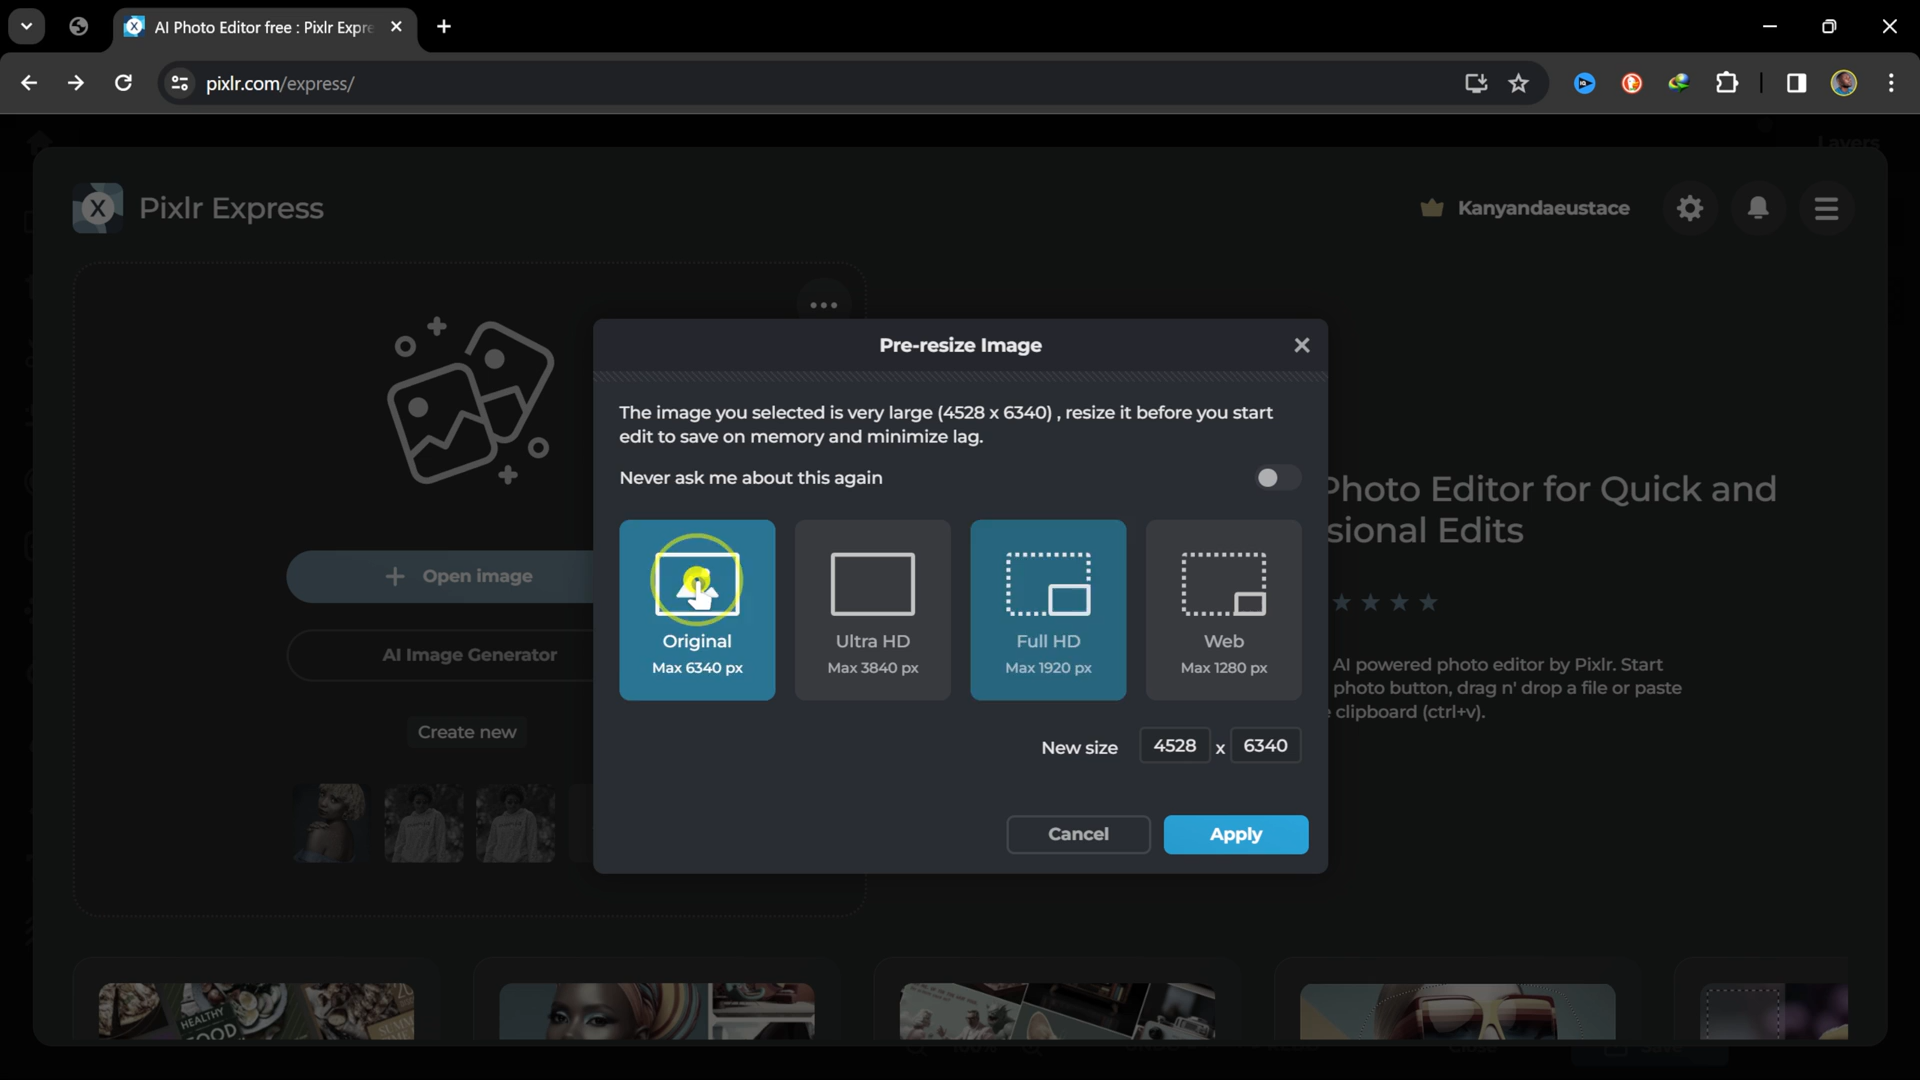 AI Photo Editor free : Pixlr Expre
pixlr.com/express/
Layers
Pixlr Express
Kanyandaeustace
Pre-resize Image
The image you selected is very large (4528 x 6340) , resize it before you start
edit to save on memory and minimize lag.
Never ask me about this again
Photo Editor for Quick and
sional Edits
Open image
Original
Max 6340 px
Ultra HD
Max 3840 px
Full HD
Max 1920 px
Web
Max 1280 px
AI Image Generator
AI powered photo editor by Pixlr. Start
photo button, drag n' drop a file or paste
clipboard (ctrl+v).
Create new
New size 4528 x 6340
Cancel
Apply
HEALTHY
FOOD